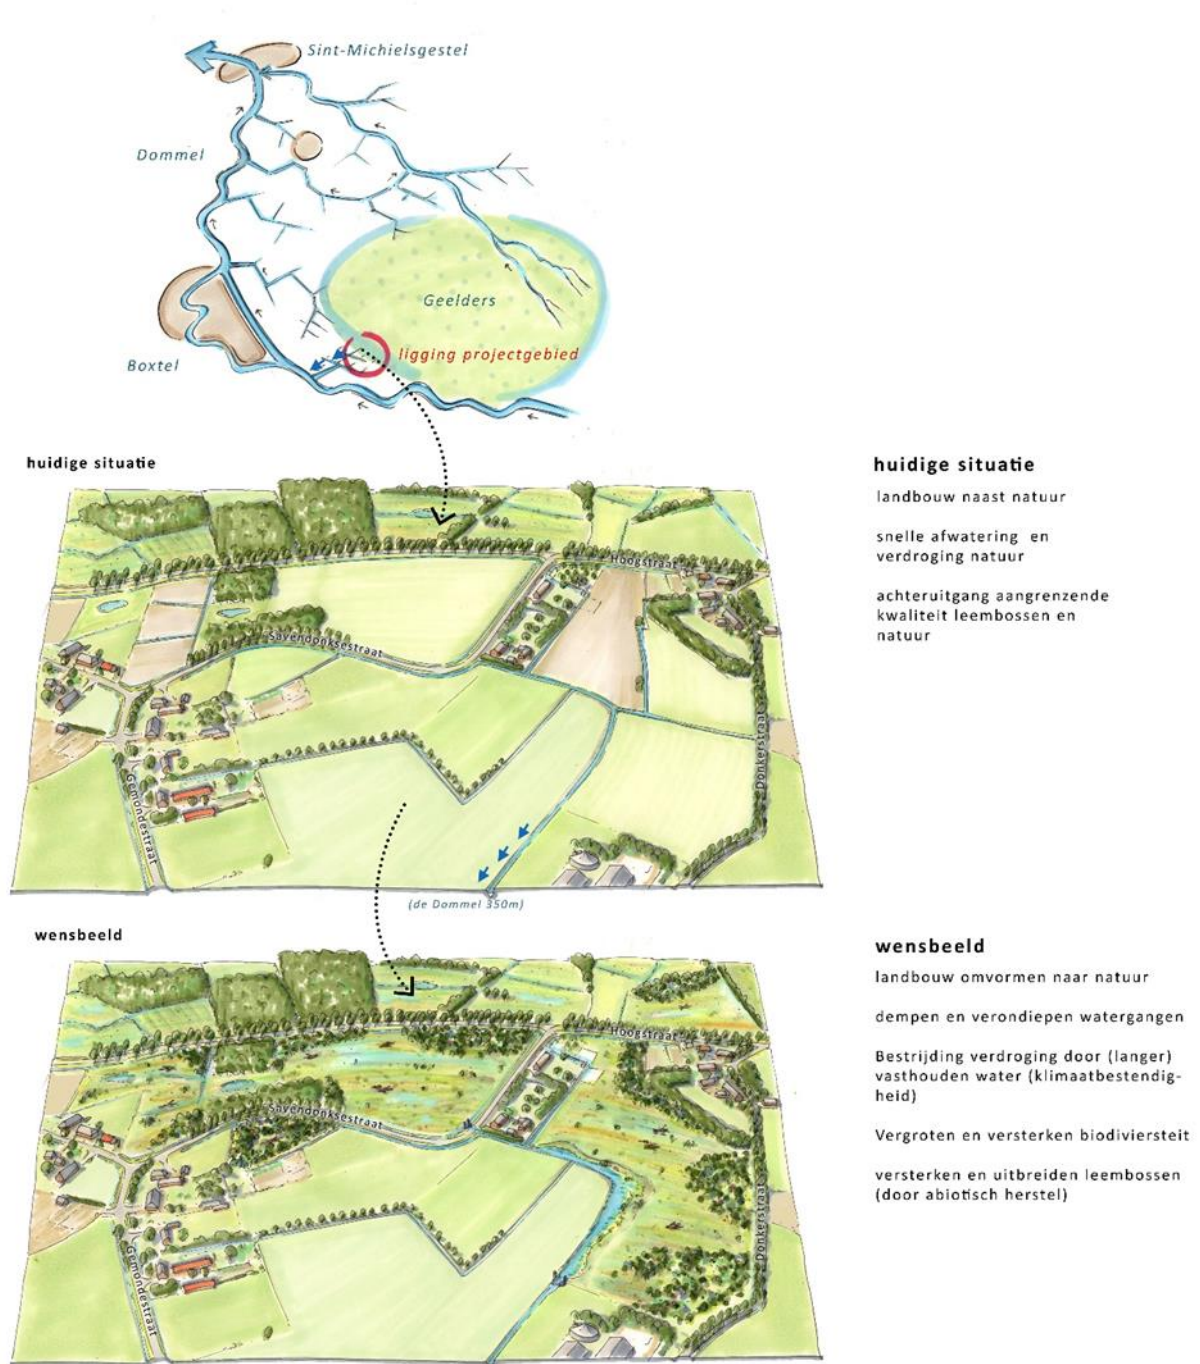 Sint-Michielsgestel
Dommel
Geelders
ligging projectgebied
Boxtel
huidige situatie
Hoogstraat
Savendonksestraat
Donkerstraat
Gemondestraat
(de Dommel 350m)
huidige situatie
landbouw naast natuur
snelle afwatering en
verdroging natuur
achteruitgang aangrenzende
kwaliteit leembossen en
natuur
wensbeeld
Hoogstraat
Savendonksestraat
Donkerstraat
Gemondestraat
wensbeeld
landbouw omvormen naar natuur
dempen en verondiepen watergangen
Bestrijding verdroging door (langer)
vasthouden water (klimaatbestendig-
heid)
Vergroten en versterken biodiviersteit
versterken en uitbreiden leembossen
(door abiotisch herstel)